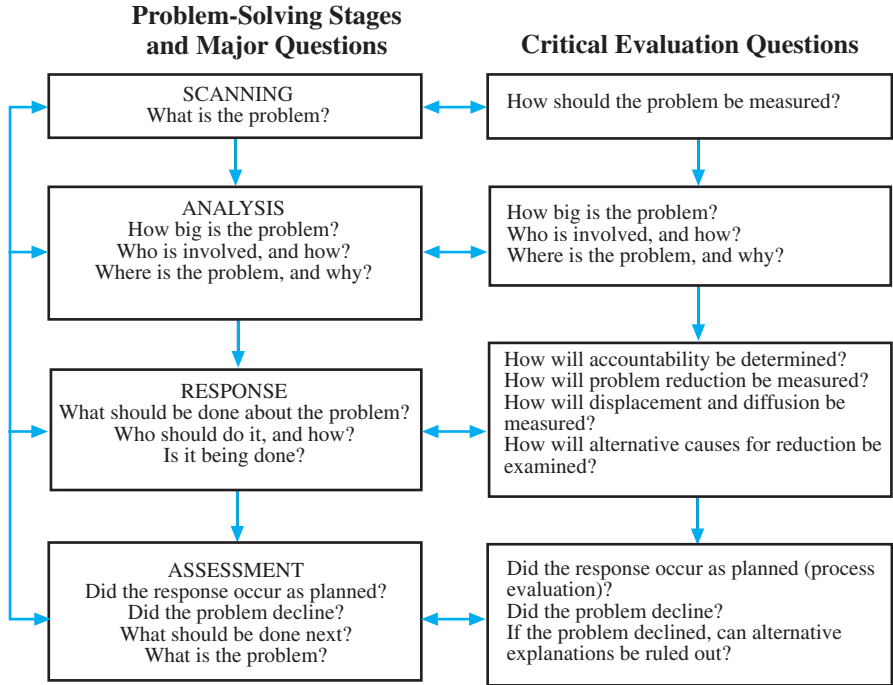 Problem-Solving Stages
and Major Questions
Critical Evaluation Questions
SCANNING
What is the problem?
How should the problem be measured?
ANALYSIS
How big is the problem?
Who is involved, and how?
Where is the problem, and why?
How big is the problem?
Who is involved, and how?
Where is the problem, and why?
RESPONSE
What should be done about the problem?
Who should do it, and how?
Is it being done?
How will accountability be determined?
How will problem reduction be measured?
How will displacement and diffusion be
measured?
How will alternative causes for reduction be
examined?
ASSESSMENT
Did the response occur as planned?
Did the problem decline?
What should be done next?
What is the problem?
Did the response occur as planned (process
evaluation)?
Did the problem decline?
If the problem declined, can alternative
explanations be ruled out?